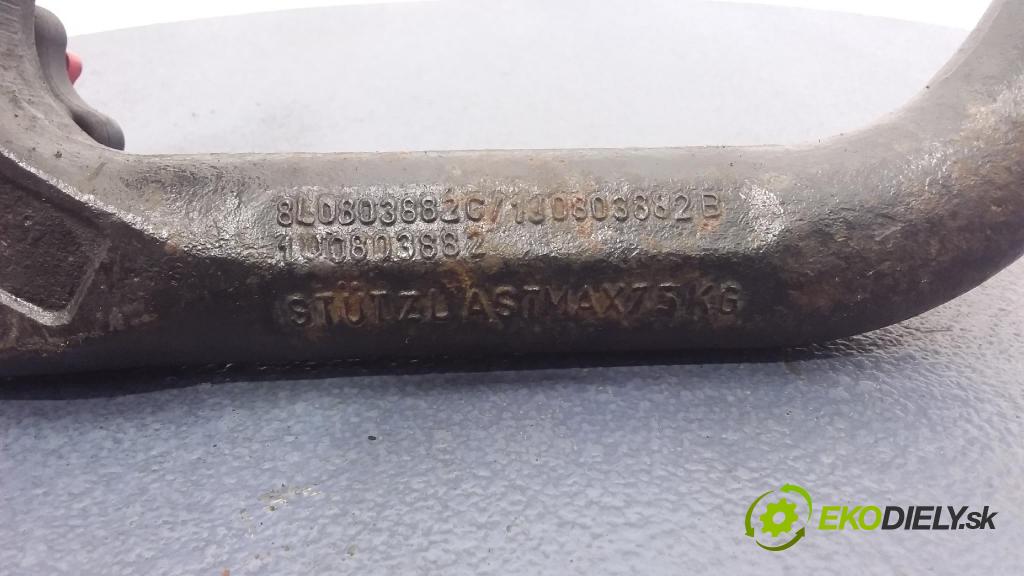 8L0803882C/1J0803882B
1J0803882
STÜTZLASTMAX75KG
EKODIELY.sk